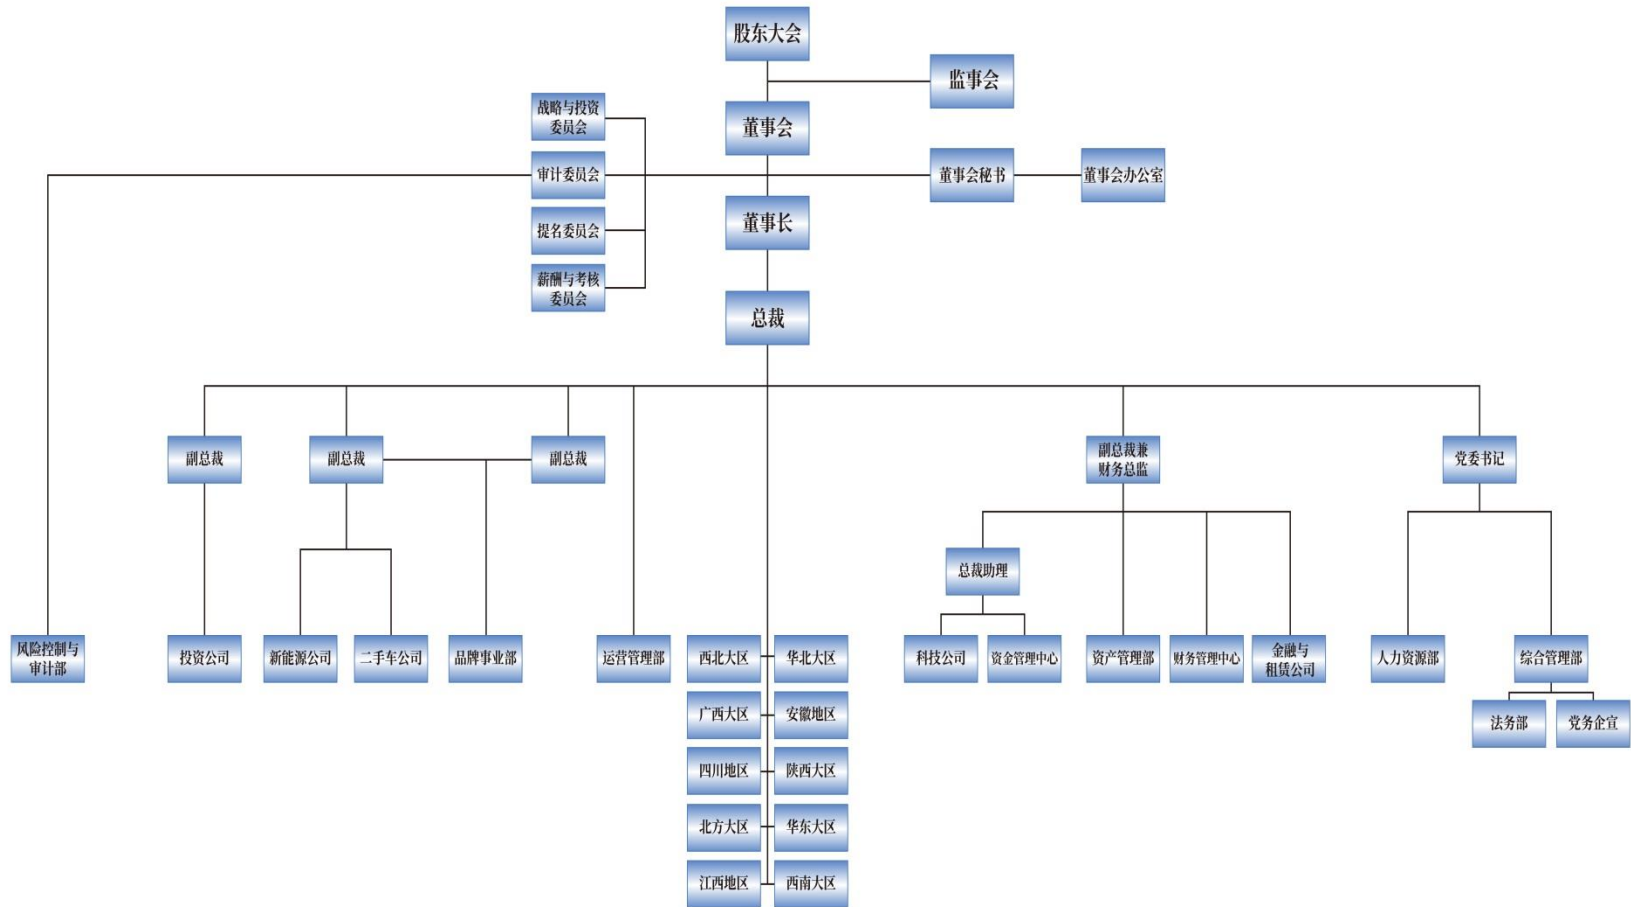 股东大会
监事会
战略与投资
委员会
董事会
审计委员会
董事会秘书
董事会办公室
提名委员会
董事长
薪酬与考核
委员会
总裁
副总裁
副总裁
副总裁
副总裁兼
财务总监
党委书记
总裁助理
风险控制与
审计部
投资公司
新能源公司
二手车公司
品牌事业部
运营管理部
西北大区
华北大区
科技公司
资金管理中心
资产管理部
财务管理中心
金融与
租赁公司
人力资源部
综合管理部
广西大区
安徽地区
法务部
党务企宣
四川地区
陕西大区
北方大区
华东大区
江西地区
西南大区